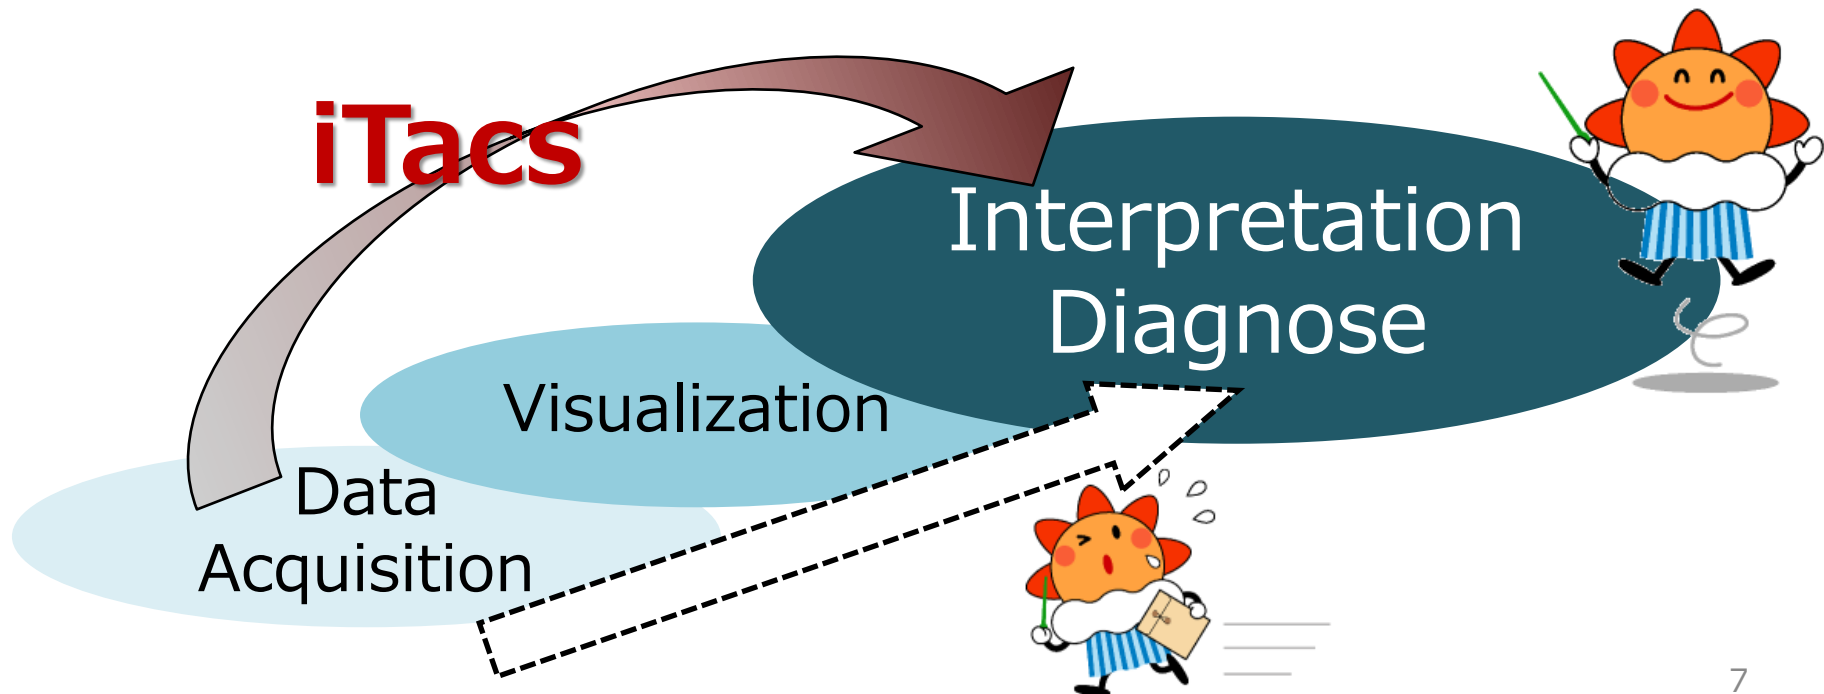 iTacs
Interpretation
Diagnose
Visualization
Data
Acquisition
7